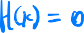 H(k) = 0